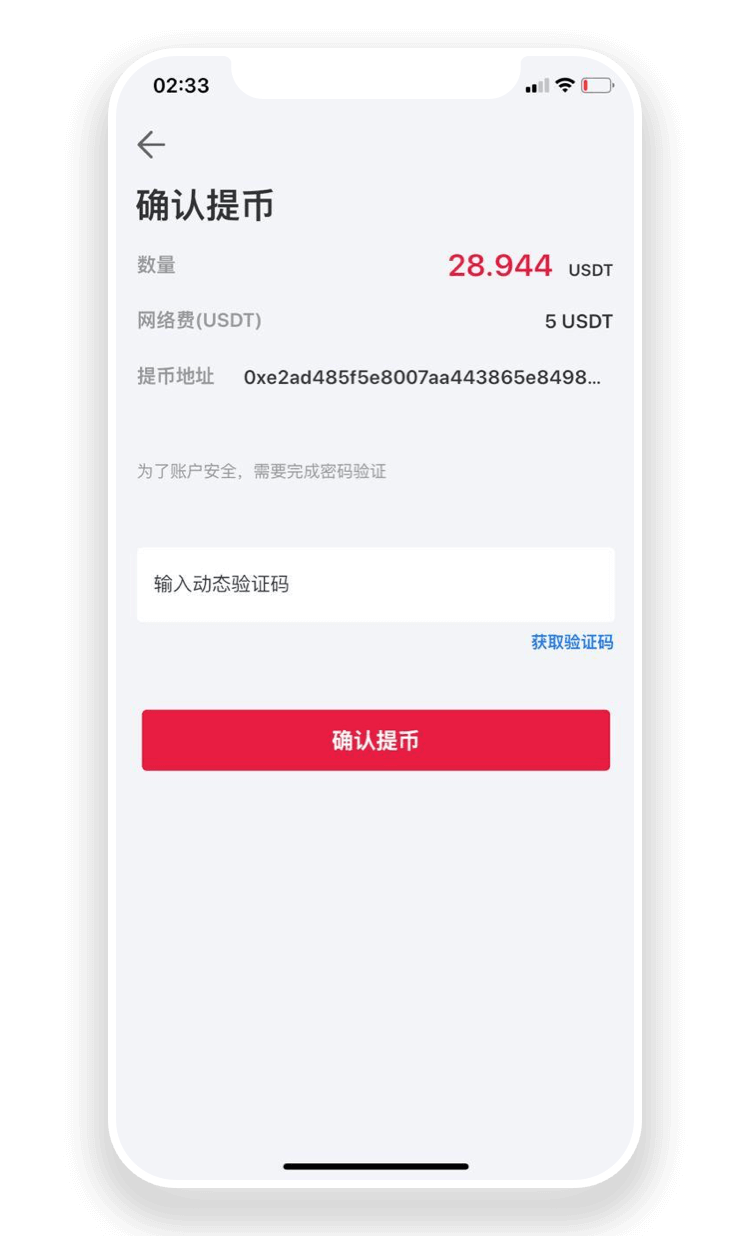 02:33
确认提币
数量 28.944 USDT
网络费(USDT) 5 USDT
提币地址 0xe2ad485f5e8007aa443865e8498...
为了账户安全，需要完成密码验证
输入动态验证码
获取验证码
确认提币